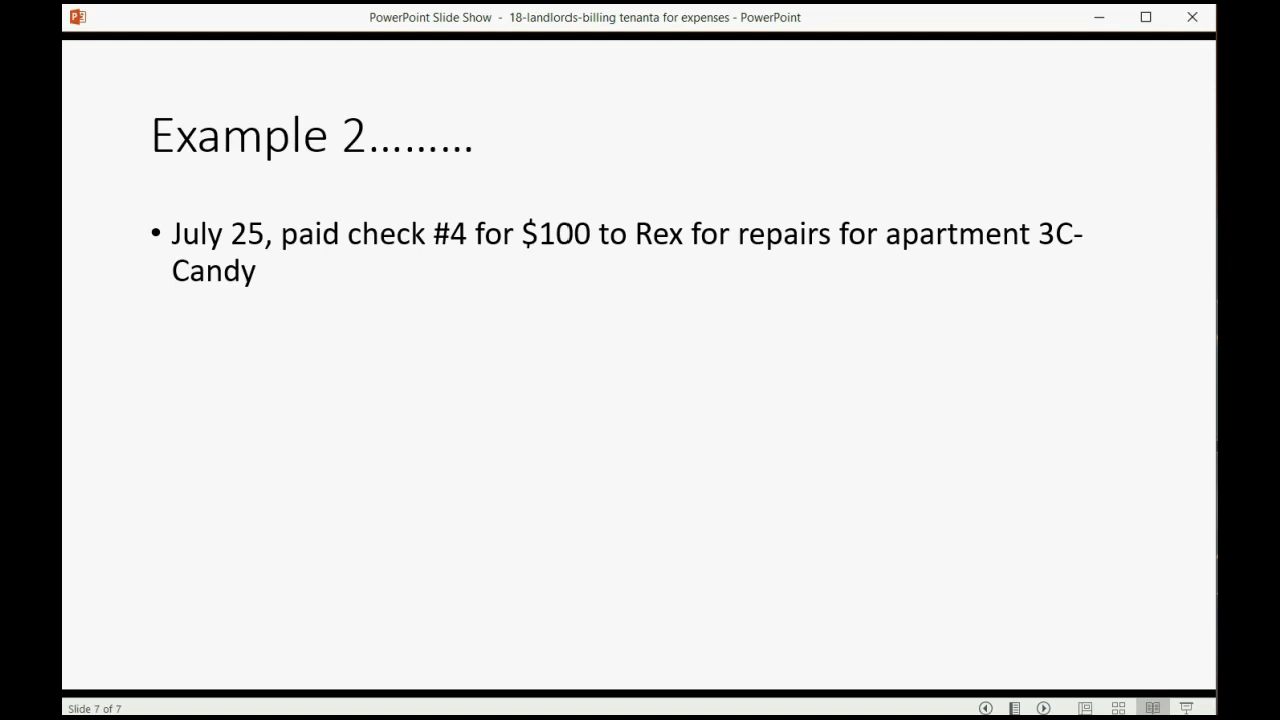 PowerPoint Slide Show - 18-landlords-billing tenanta for expenses - PowerPoint
Example 2.........
• July 25, paid check #4 for $100 to Rex for repairs for apartment 3C-
Candy
Slide 7 of 7